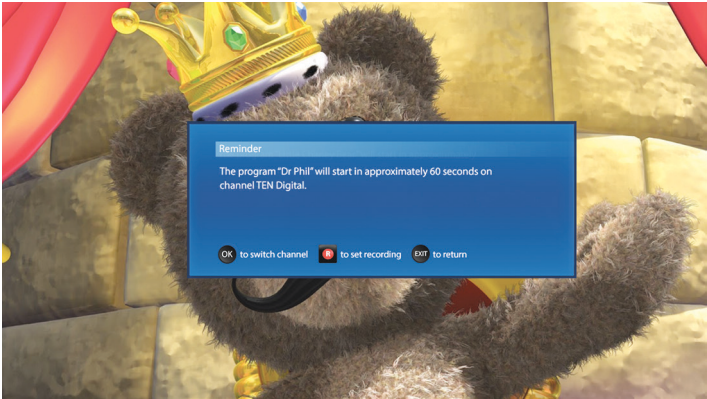 Reminder
The program “Dr Phil” will start in approximately 60 seconds on
channel TEN Digital.
OK to switch channel R to set recording EXIT to return